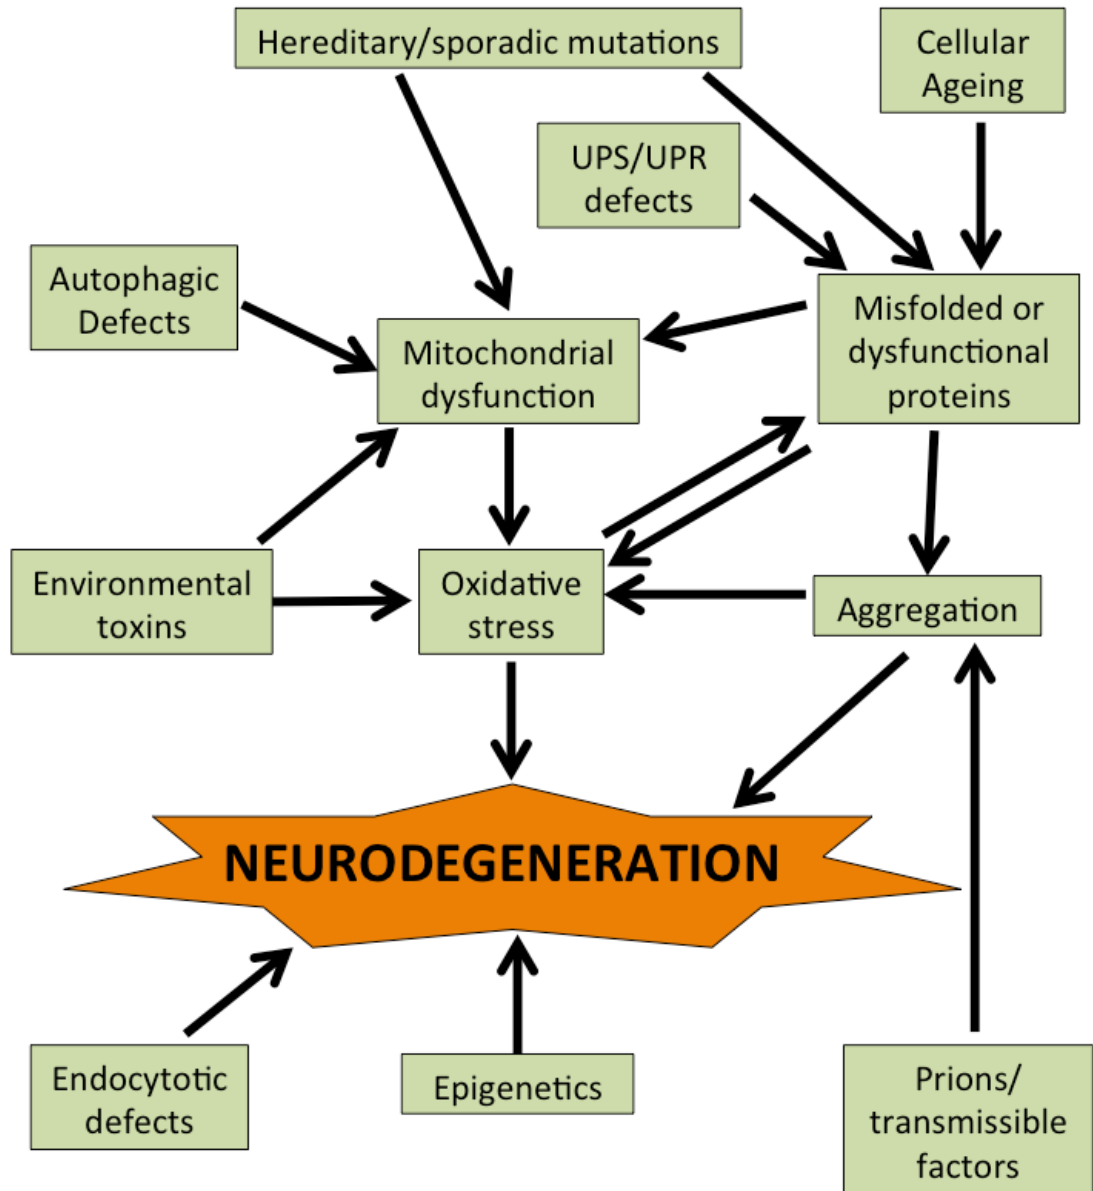 Hereditary/sporadic mutations
Cellular
Ageing
UPS/UPR
defects
Autophagic
Defects
Misfolded or
dysfunctional
proteins
Mitochondrial
dysfunction
Environmental
toxins
Oxidative
stress
Aggregation
NEURODEGENERATION
Endocytotic
defects
Epigenetics
Prions/
transmissible
factors